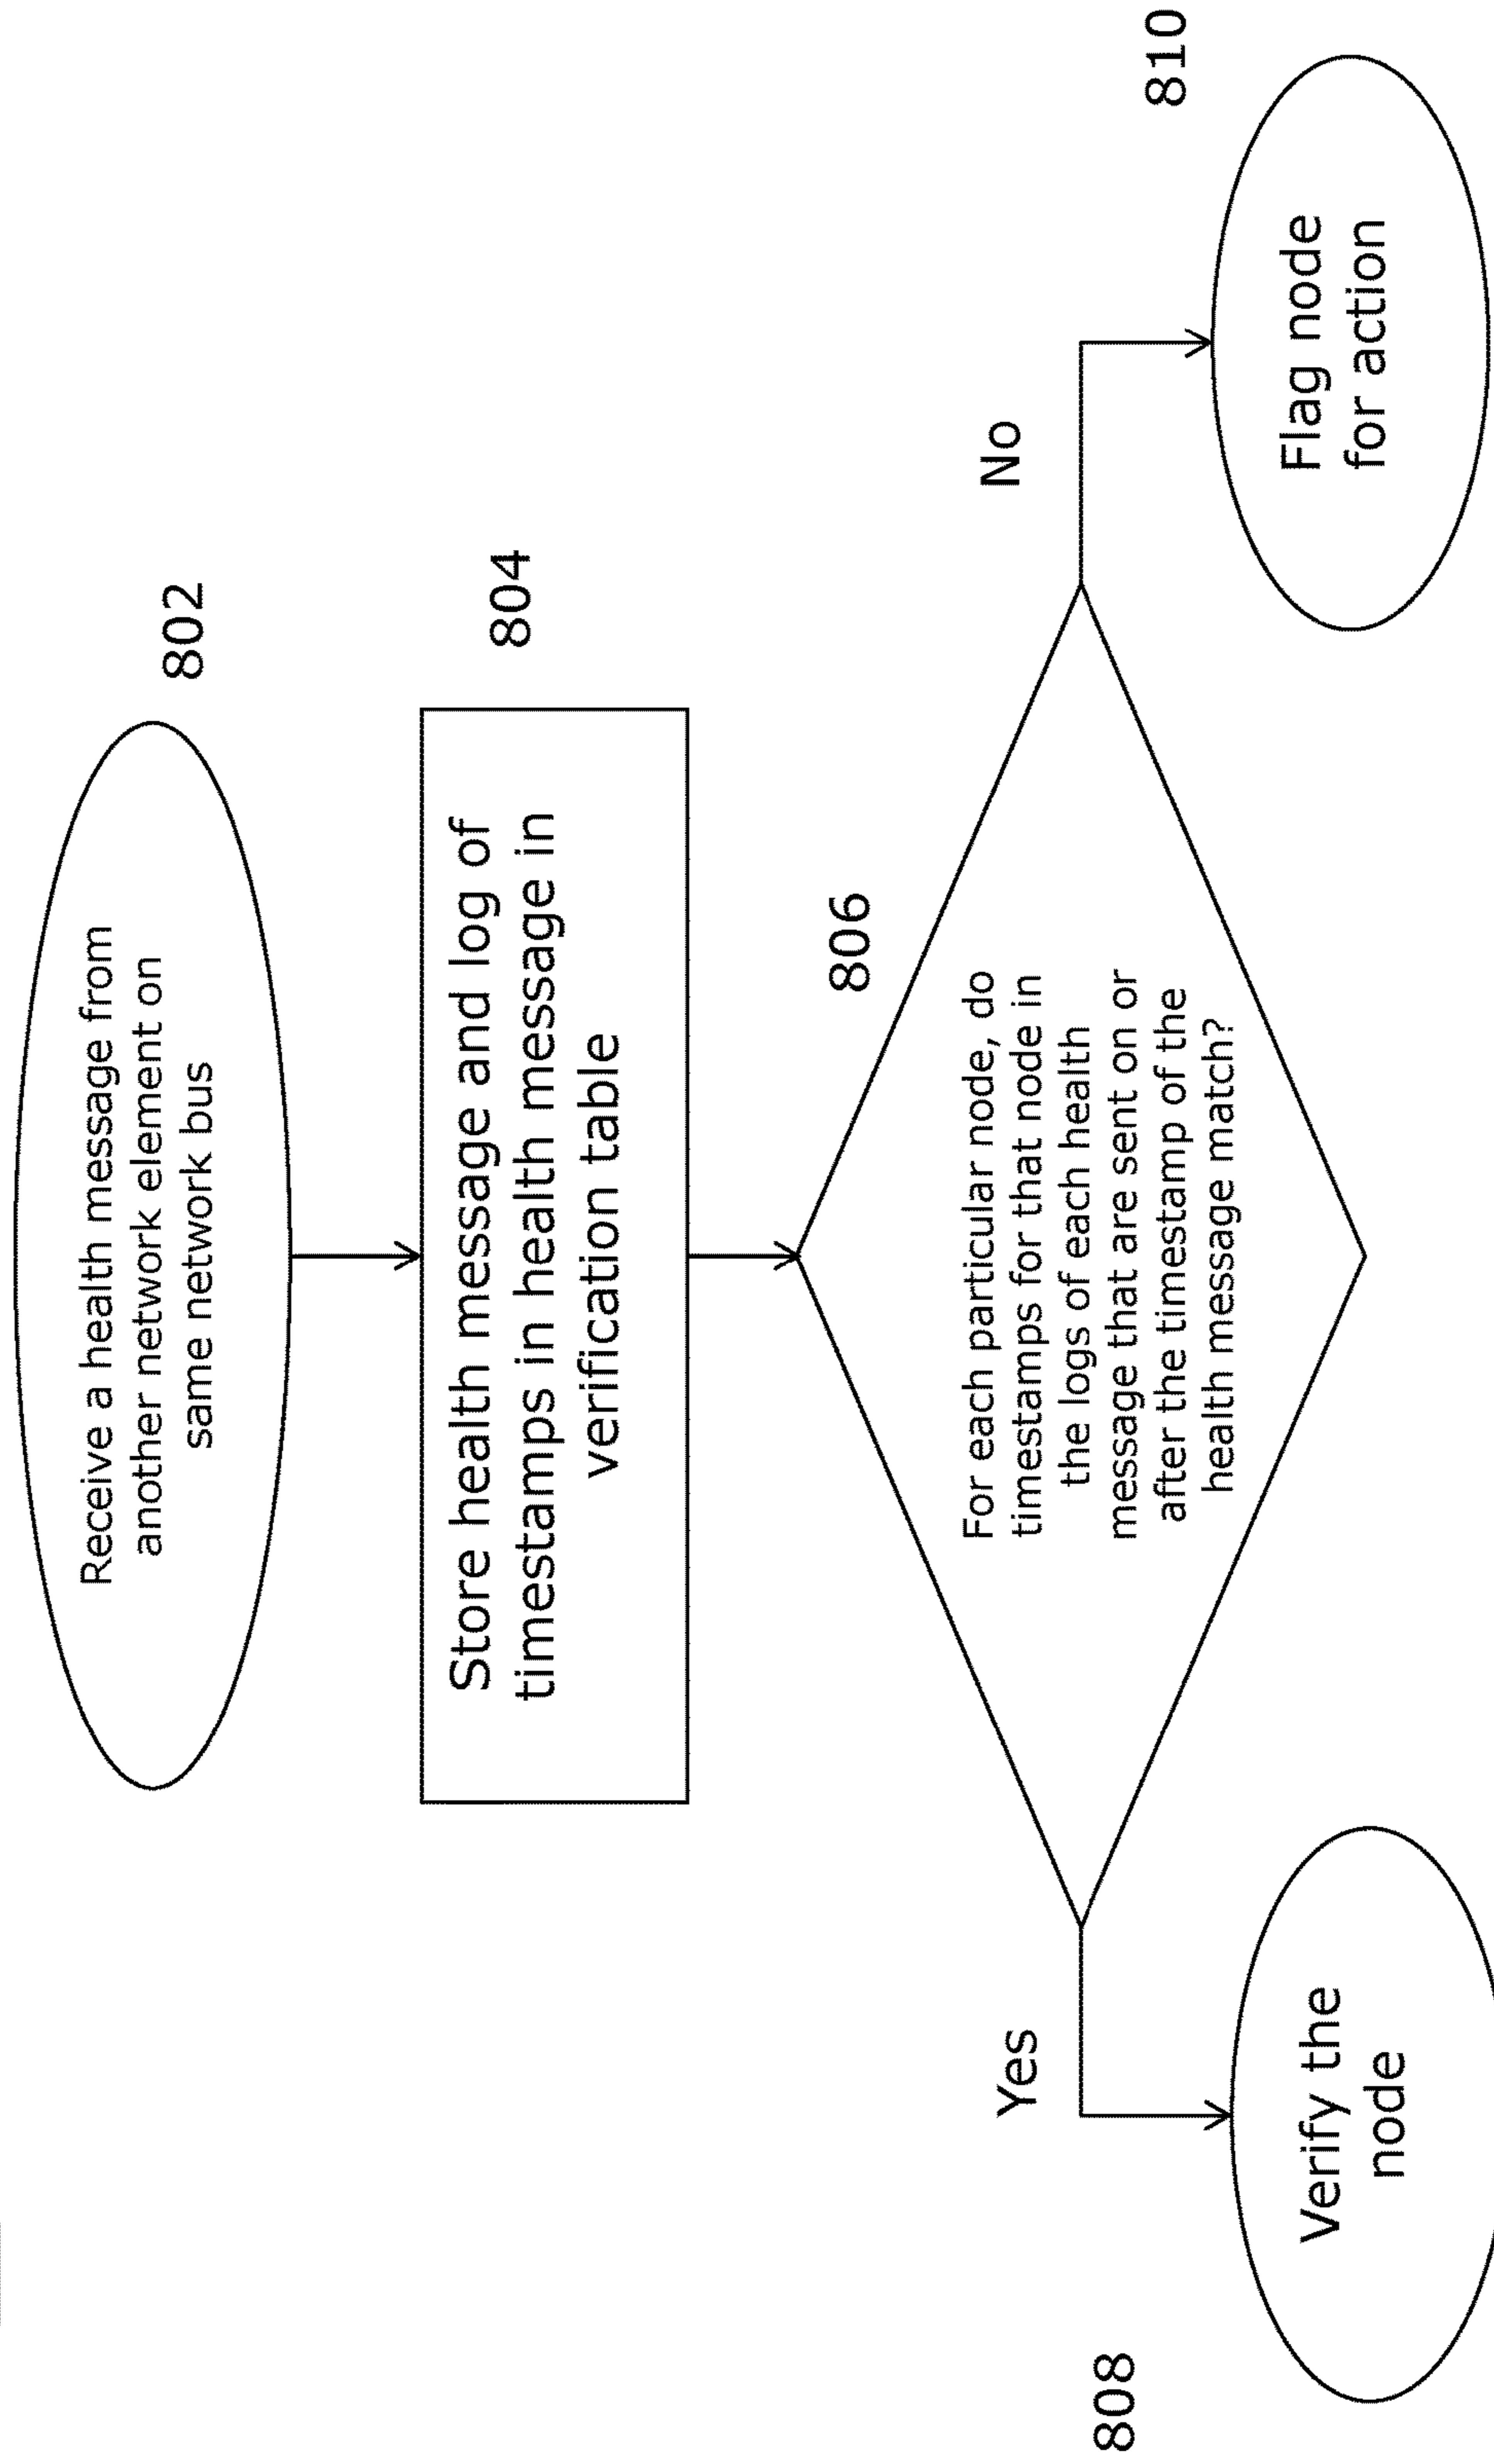 802
Receive a health message from
another network element on
same network bus
804
Store health message and log of
timestamps in health message in
verification table
806
For each particular node, do
timestamps for that node in
the logs of each health
message that are sent on or
after the timestamp of the
health message match?
Yes
No
808
Verify the
node
810
Flag node
for action